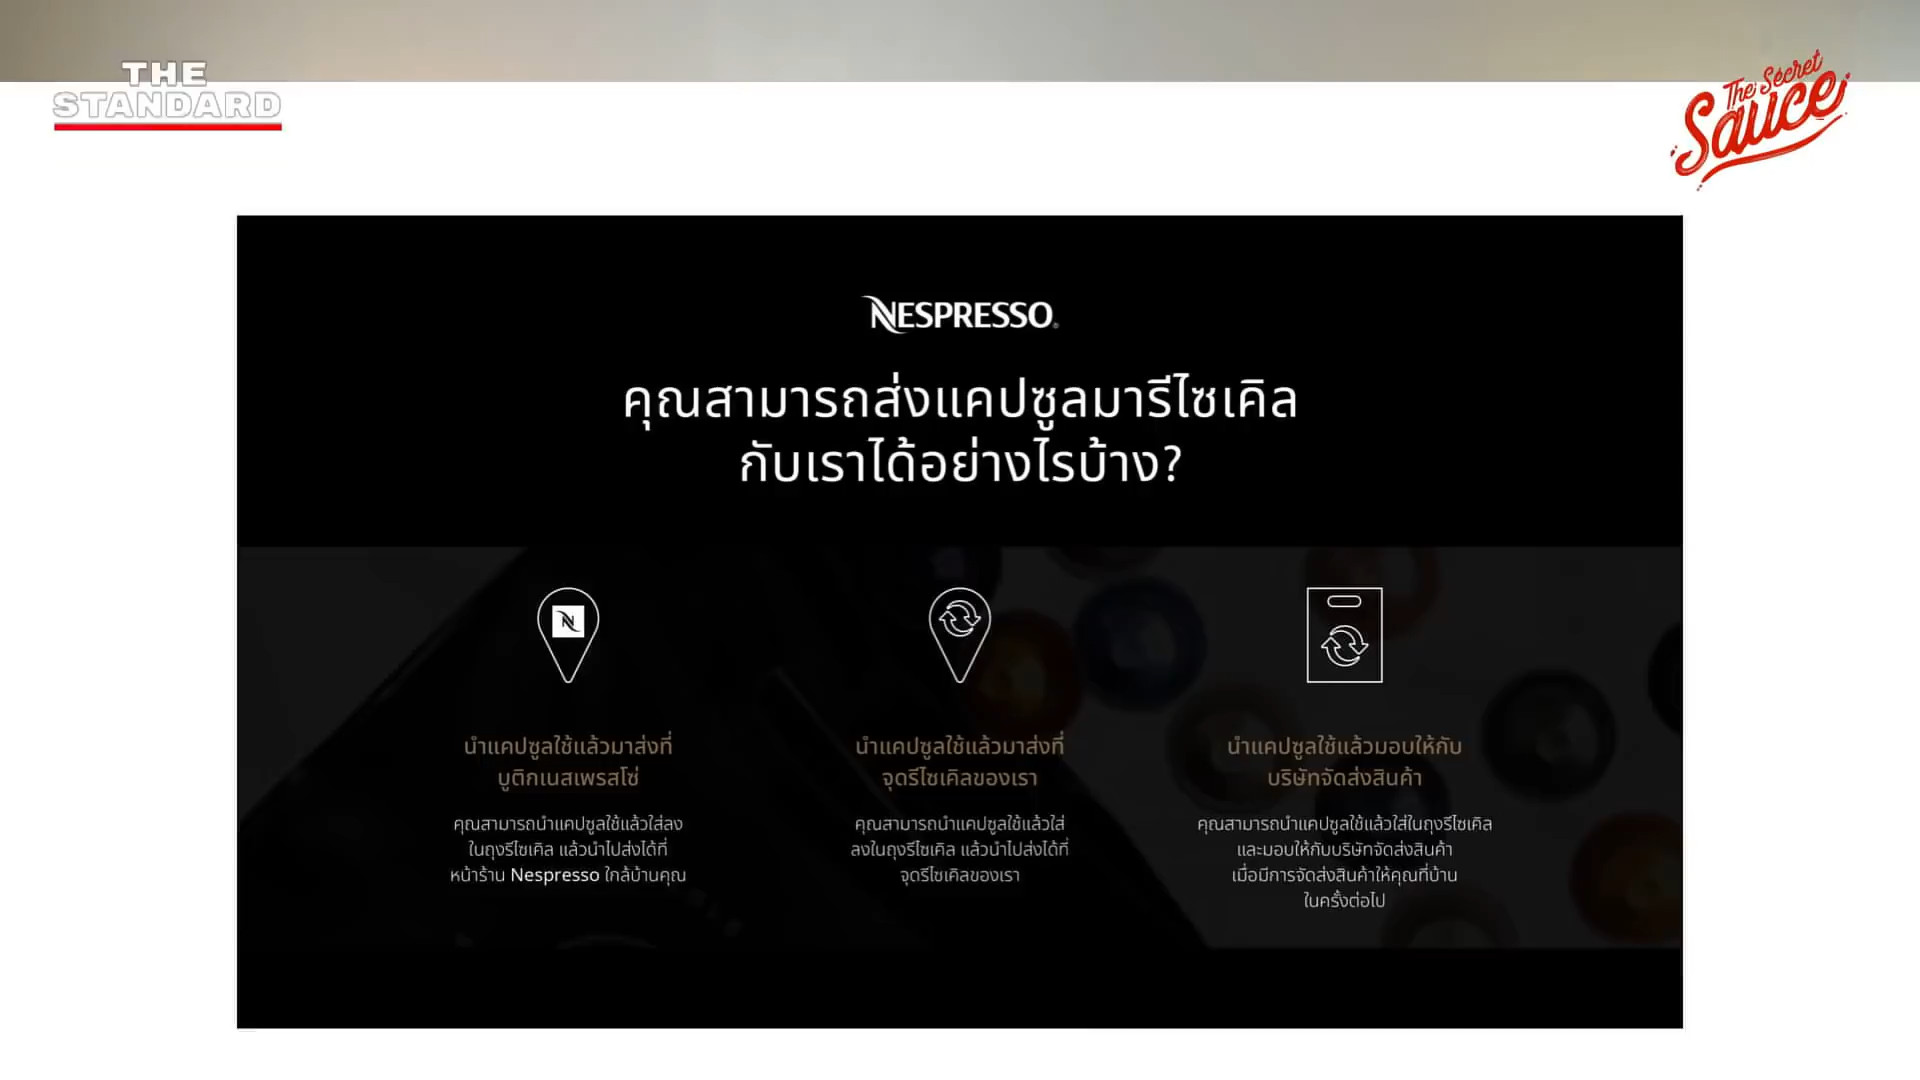 THE
STANDARD
The Secret
Sauce
NESPRESSO
คุณสามารถส่งแคปซูลมารีไซเคิล
กับเราได้อย่างไรบ้าง?
N
นำแคปซูลใช้แล้วมาส่งที่
บูติกเนสเพรสโซ่
คุณสามารถนำแคปซูลใช้แล้วใส่ลง
ในถุงรีไซเคิล แล้วนำไปส่งได้ที่
หน้าร้าน Nespresso ใกล้บ้านคุณ
นำแคปซูลใช้แล้วมาส่งที่
จุดรีไซเคิลของเรา
คุณสามารถนำแคปซูลใช้แล้วใส่
ลงในถุงรีไซเคิล แล้วนำไปส่งได้ที่
จุดรีไซเคิลของเรา
นำแคปซูลใช้แล้วมอบให้กับ
บริษัทจัดส่งสินค้า
คุณสามารถนำแคปซูลใช้แล้วใส่ในถุงรีไซเคิล
และมอบให้กับบริษัทจัดส่งสินค้า
เมื่อมีการจัดส่งสินค้าให้คุณที่บ้าน
ในครั้งต่อไป